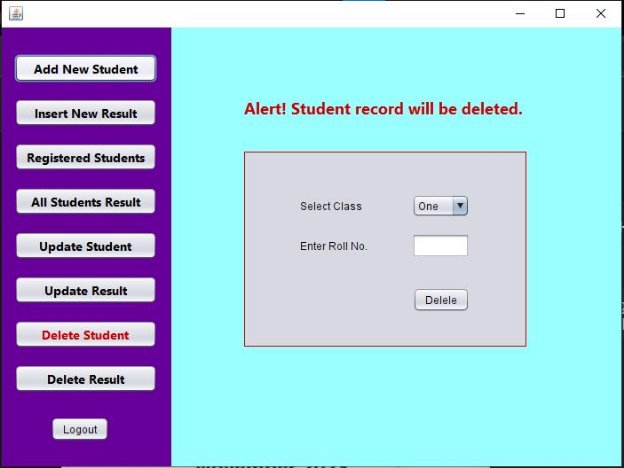 Add New Student
Insert New Result
Registered Students
All Students Result
Update Student
Update Result
Delete Student
Delete Result
Logout
Alert! Student record will be deleted.
Select Class One
Enter Roll No.
Delele